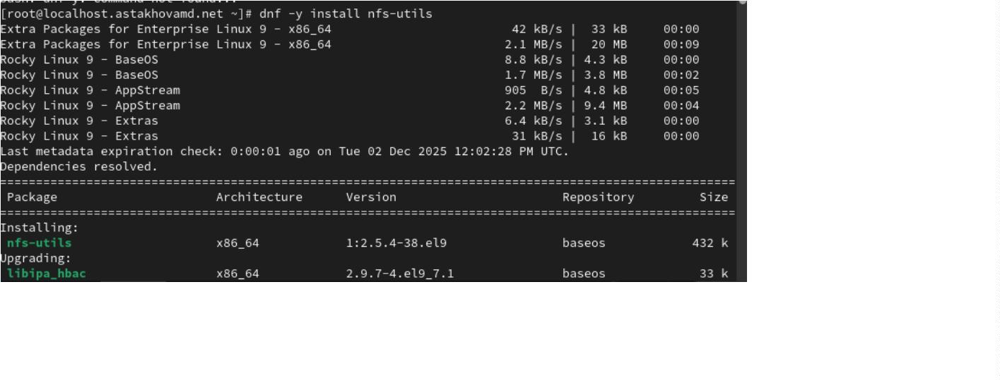 [root@localhost.astakhovamd.net ~]# dnf -y install nfs-utils
Extra Packages for Enterprise Linux 9 - x86_64 42 kB/s | 33 kB 00:00
Extra Packages for Enterprise Linux 9 - x86_64 2.1 MB/s | 20 MB 00:09
Rocky Linux 9 - BaseOS 8.8 kB/s | 4.3 kB 00:00
Rocky Linux 9 - BaseOS 1.7 MB/s | 3.8 MB 00:02
Rocky Linux 9 - AppStream 905 B/s | 4.8 kB 00:05
Rocky Linux 9 - AppStream 2.2 MB/s | 9.4 MB 00:04
Rocky Linux 9 - Extras 6.4 kB/s | 3.1 kB 00:00
Rocky Linux 9 - Extras 31 kB/s | 16 kB 00:00
Last metadata expiration check: 0:00:01 ago on Tue 02 Dec 2025 12:02:28 PM UTC.
Dependencies resolved.
================================================================================
Package Architecture Version Repository Size
================================================================================
Installing:
nfs-utils x86_64 1:2.5.4-38.el9 baseos 432 k
Upgrading:
libipa_hbac x86_64 2.9.7-4.el9_7.1 baseos 33 k